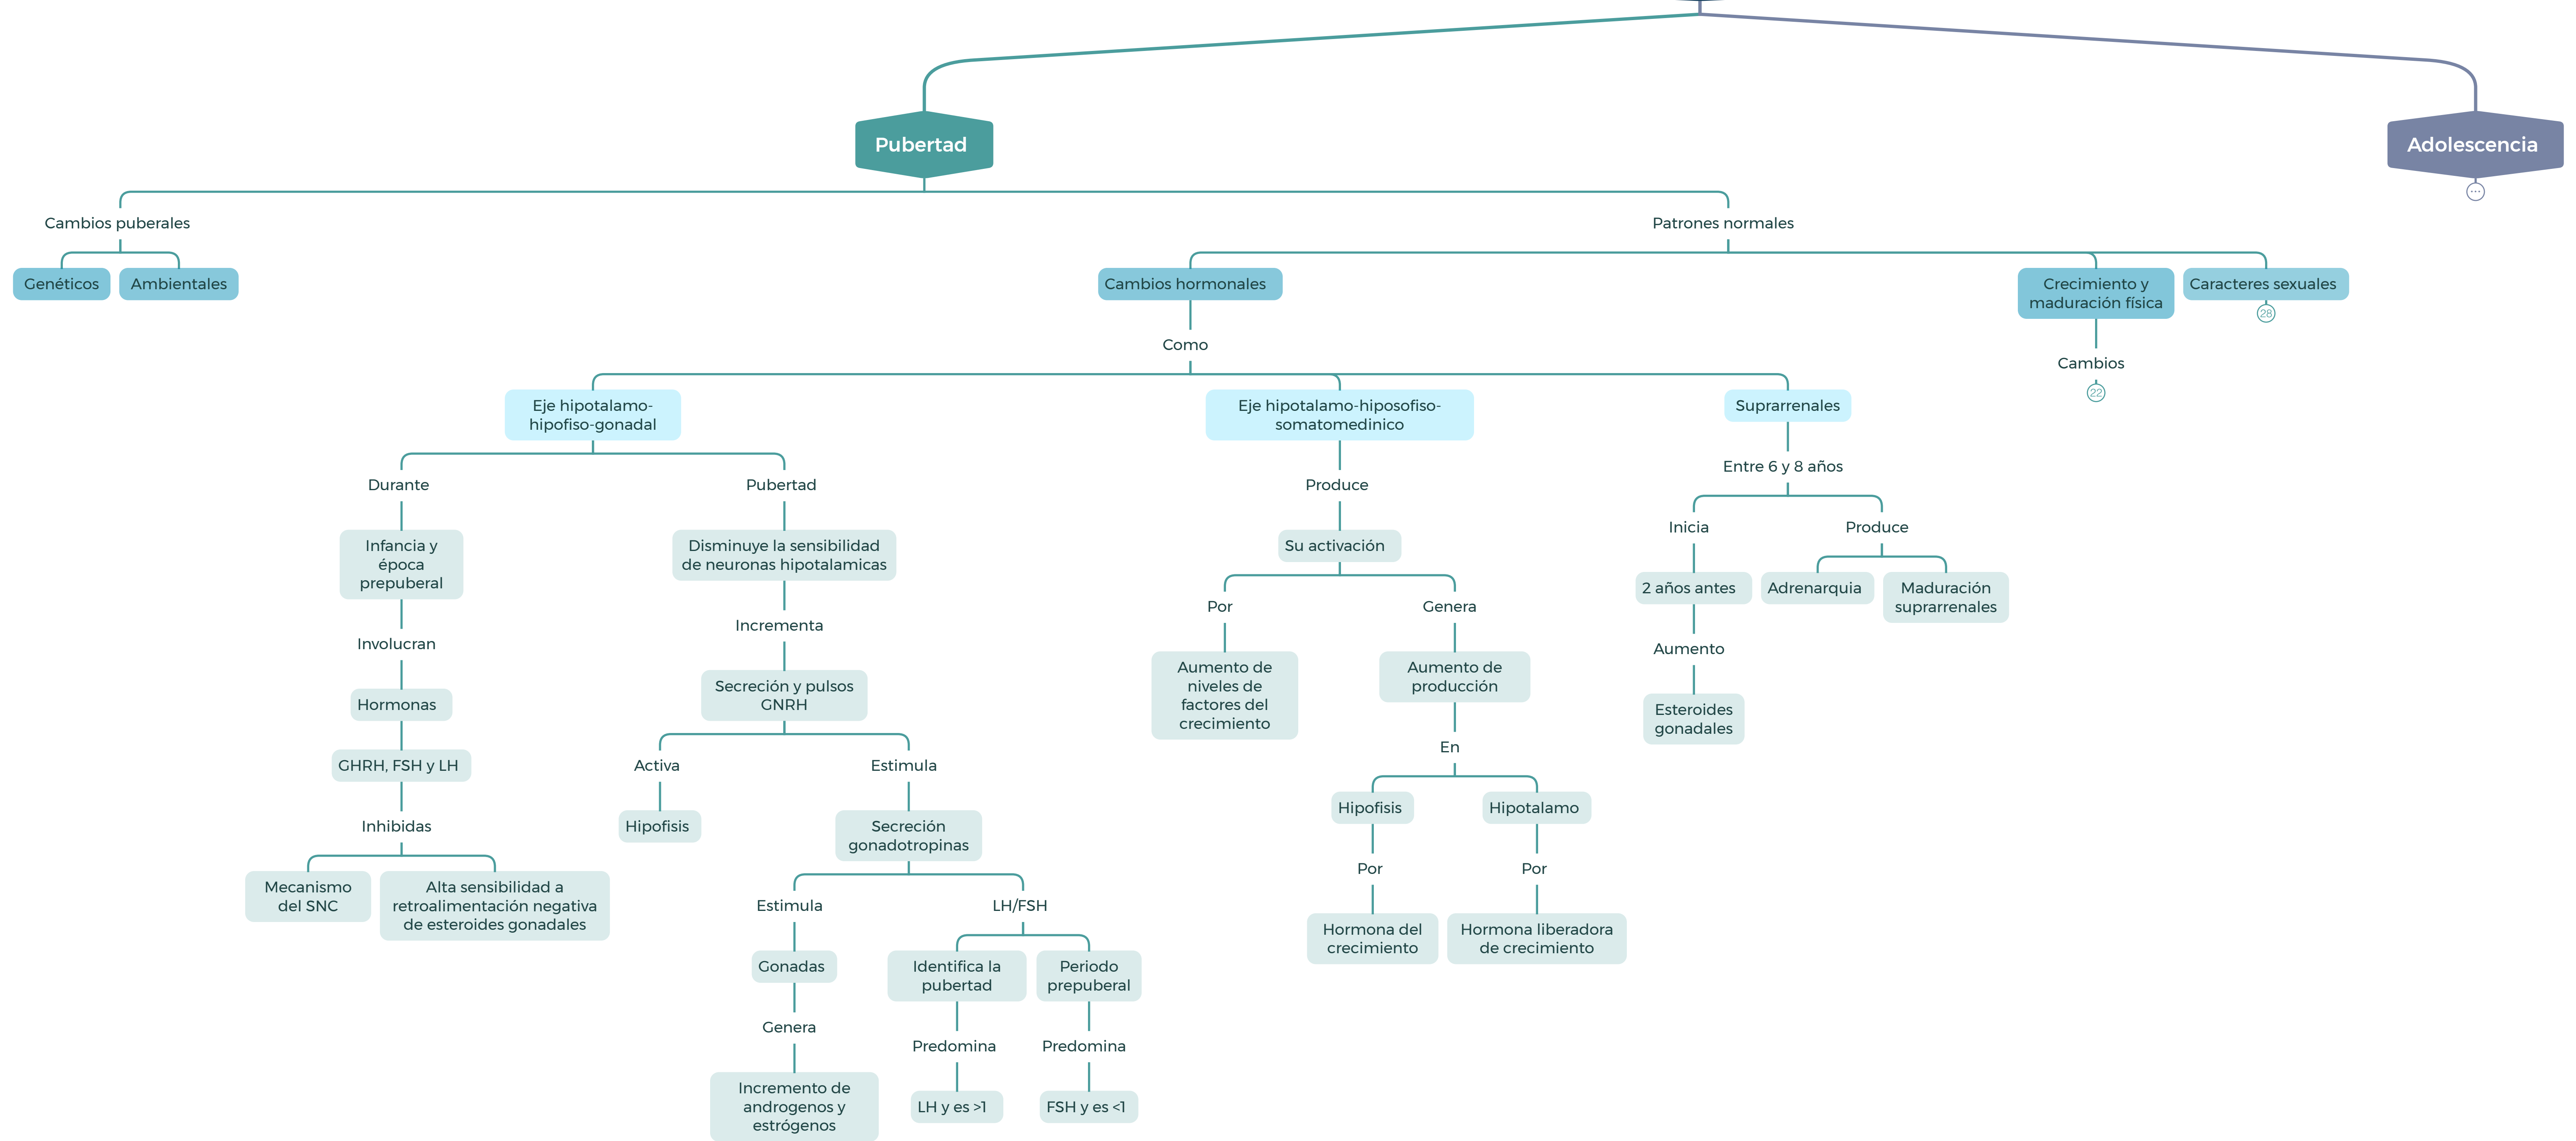 Pubertad
Adolescencia
Cambios puberales
Patrones normales
Genéticos
Ambientales
Cambios hormonales
Crecimiento y
maduración física
Caracteres sexuales
28
Como
Cambios
22
Eje hipotalamo-
hipofiso-gonadal
Eje hipotalamo-hiposofiso-
somatomedinico
Suprarrenales
Durante
Pubertad
Produce
Entre 6 y 8 años
Infancia y
época
prepuberal
Disminuye la sensibilidad
de neuronas hipotalamicas
Su activación
Inicia
Produce
Involucran
Incrementa
Por
Genera
2 años antes
Adrenarquia
Maduración
suprarrenales
Hormonas
Secreción y pulsos
GNRH
Aumento de
niveles de
factores del
crecimiento
Aumento de
producción
Aumento
Esteroides
gonadales
GHRH, FSH y LH
Activa
Estimula
En
Inhibidas
Hipofisis
Secreción
gonadotropinas
Hipofisis
Hipotalamo
Mecanismo
del SNC
Alta sensibilidad a
retroalimentación negativa
de esteroides gonadales
Estimula
LH/FSH
Por
Por
Gonadas
Identifica la
pubertad
Periodo
prepuberal
Hormona del
crecimiento
Hormona liberadora
de crecimiento
Genera
Predomina
Predomina
Incremento de
androgenos y
estrógenos
LH y es >1
FSH y es <1